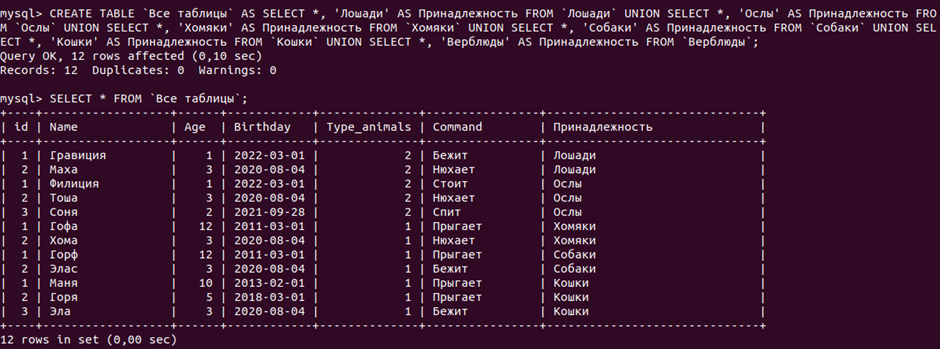 mysql> CREATE TABLE `Все таблицы` AS SELECT *, 'Лошади' AS Принадлежность FROM `Лошади` UNION SELECT *, 'Ослы' AS Принадлежность FRO
M `Ослы` UNION SELECT *, 'Хомяки' AS Принадлежность FROM `Хомяки` UNION SELECT *, 'Собаки' AS Принадлежность FROM `Собаки` UNION SEL
ECT *, 'Кошки' AS Принадлежность FROM `Кошки` UNION SELECT *, 'Верблюды' AS Принадлежность FROM `Верблюды`;
Query OK, 12 rows affected (0,10 sec)
Records: 12  Duplicates: 0  Warnings: 0
mysql> SELECT * FROM `Все таблицы`;
+----+------------------+------+------------+--------------+----------------+------------------------------+
| id | Name | Age | Birthday | Type_animals | Command | Принадлежность |
+----+------------------+------+------------+--------------+----------------+------------------------------+
| 1 | Гравиция | 1 | 2022-03-01 | 2 | Бежит | Лошади |
| 2 | Маха | 3 | 2020-08-04 | 2 | Нюхает | Лошади |
| 1 | Филиция | 1 | 2022-03-01 | 2 | Стоит | Ослы |
| 2 | Тоша | 3 | 2020-08-04 | 2 | Нюхает | Ослы |
| 3 | Соня | 2 | 2021-09-28 | 2 | Спит | Ослы |
| 1 | Гофа | 12 | 2011-03-01 | 1 | Прыгает | Хомяки |
| 2 | Хома | 3 | 2020-08-04 | 1 | Нюхает | Хомяки |
| 1 | Горф | 12 | 2011-03-01 | 1 | Прыгает | Собаки |
| 2 | Элас | 3 | 2020-08-04 | 1 | Бежит | Собаки |
| 1 | Маня | 10 | 2013-02-01 | 1 | Прыгает | Кошки |
| 2 | Горя | 5 | 2018-03-01 | 1 | Прыгает | Кошки |
| 3 | Эла | 3 | 2020-08-04 | 1 | Бежит | Кошки |
+----+------------------+------+------------+--------------+----------------+------------------------------+
12 rows in set (0,00 sec)